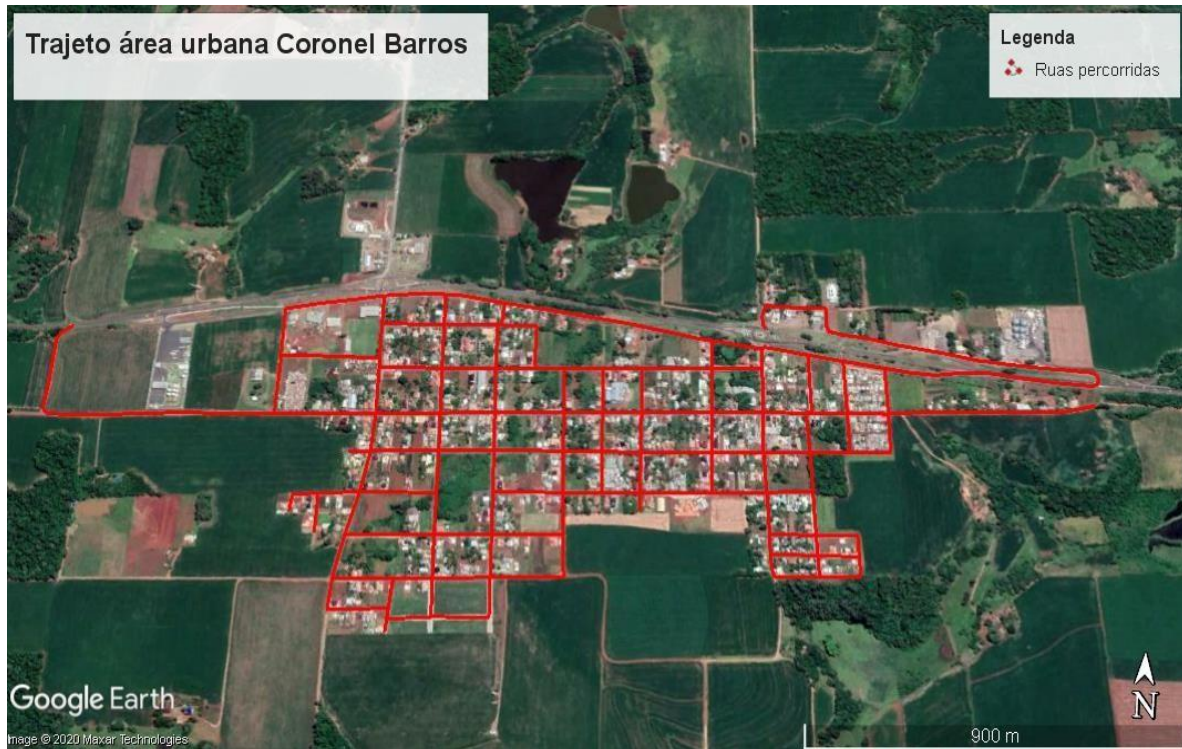 Trajeto área urbana Coronel Barros
Legenda
Ruas percorridas
Google Earth
Image © 2020 Maxar Technologies
900 m
N